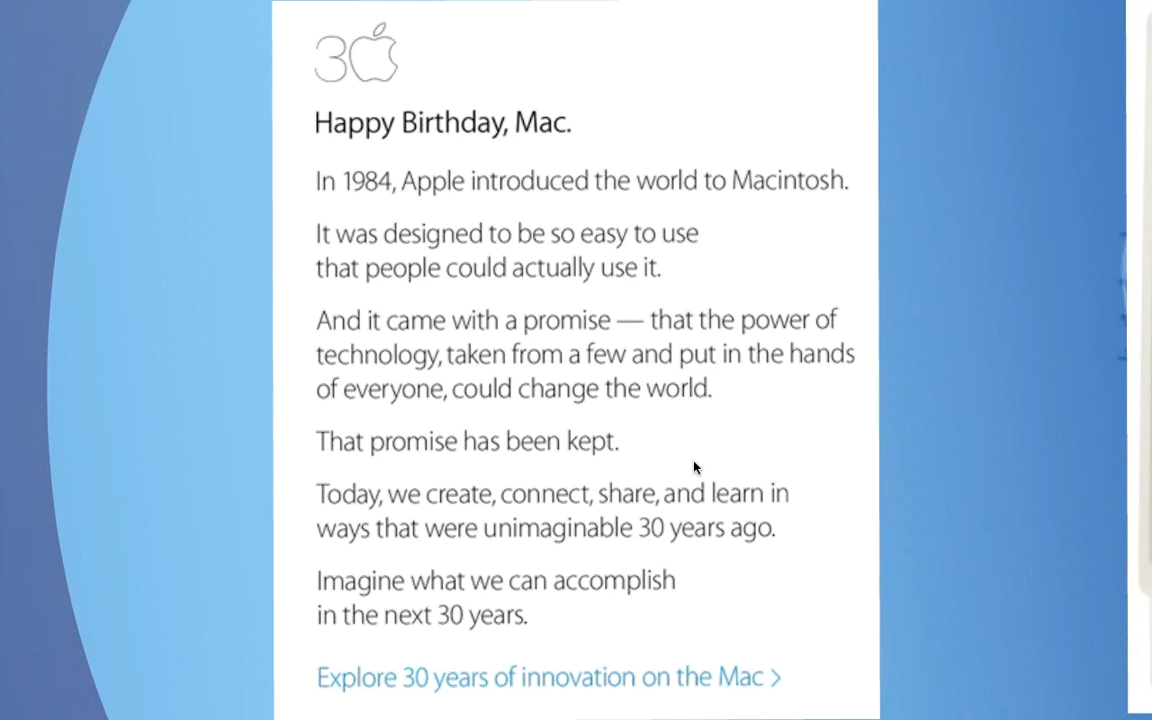 30
Happy Birthday, Mac.
In 1984, Apple introduced the world to Macintosh.
It was designed to be so easy to use
that people could actually use it.
And it came with a promise — that the power of
technology, taken from a few and put in the hands
of everyone, could change the world.
That promise has been kept.
Today, we create, connect, share, and learn in
ways that were unimaginable 30 years ago.
Imagine what we can accomplish
in the next 30 years.
Explore 30 years of innovation on the Mac >